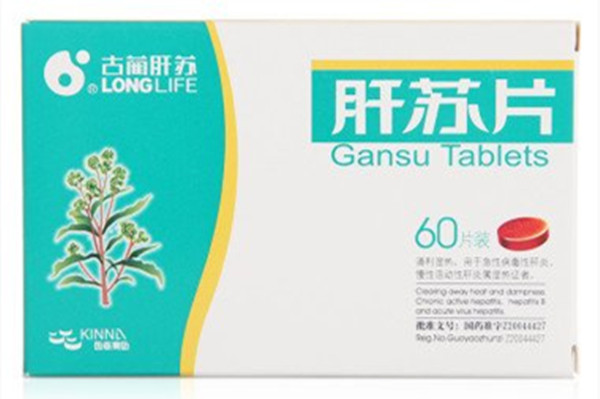 古蔺肝苏
® LONGLIFE
肝苏片
Gansu Tablets
60片装
清利湿热。用于急性病毒性肝炎、
慢性活动性肝炎属湿热证者。
Clearing away heat and dampness.
Chronic active hepatitis, hepatitis B
and acute virus hepatitis.
批准文号：国药准字Z20044427
Reg.No.Guoyaozhunzi Z20044427
KINNA